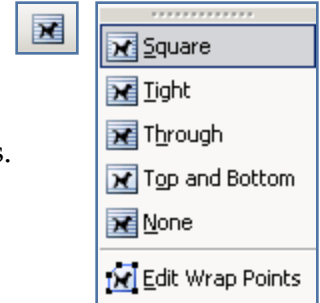 Square
Tight
Through
s.
Top and Bottom
None
Edit Wrap Points